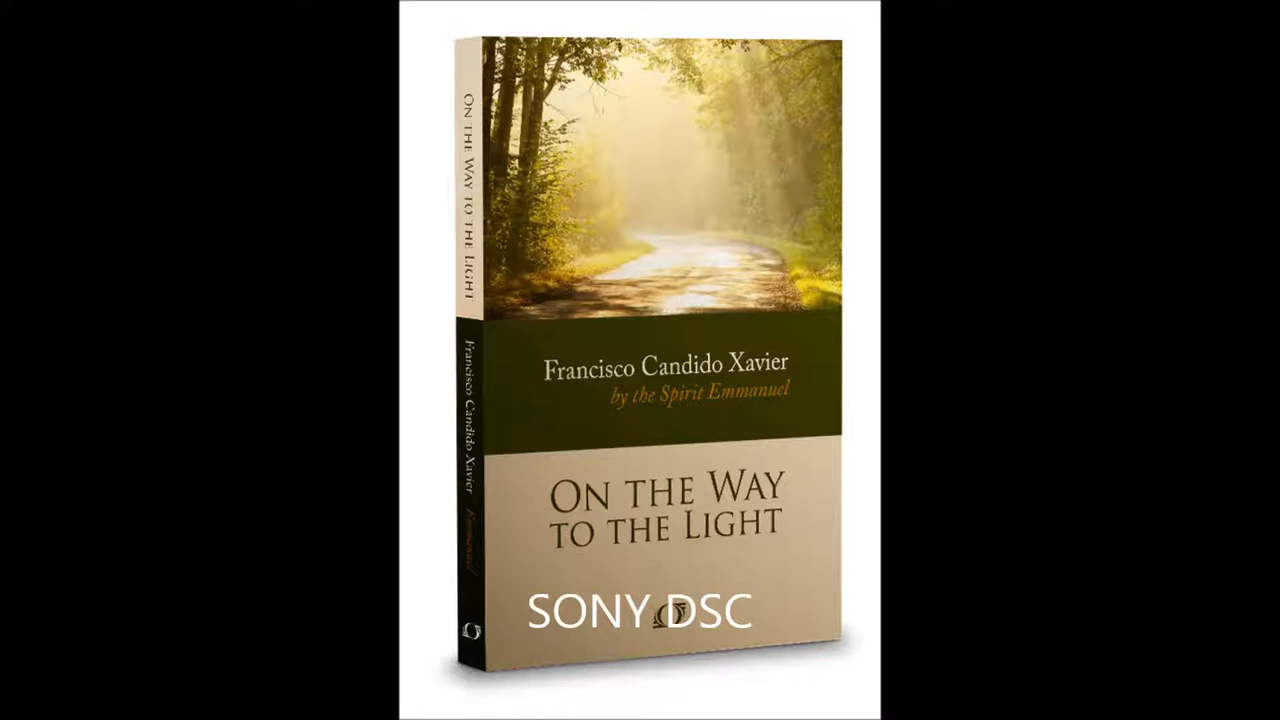 ON THE WAY TO THE LIGHT
Francisco Candido Xavier
Emmanuel
Francisco Candido Xavier
by the Spirit Emmanuel
ON THE WAY
TO THE LIGHT
SONY DSC